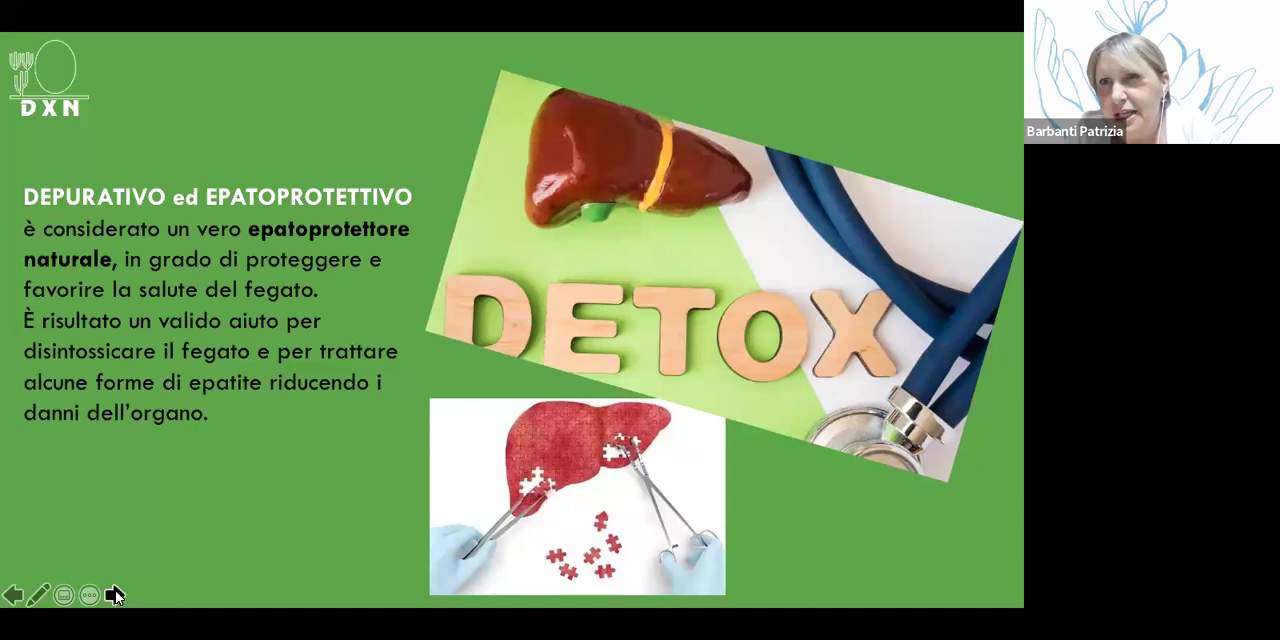 DXN
DEPURATIVO ed EPATOPROTETTIVO
è considerato un vero epatoprotettore
naturale, in grado di proteggere e
favorire la salute del fegato.
È risultato un valido aiuto per
disintossicare il fegato e per trattare
alcune forme di epatite riducendo i
danni dell’organo.
DETOX
Barbanti Patrizia